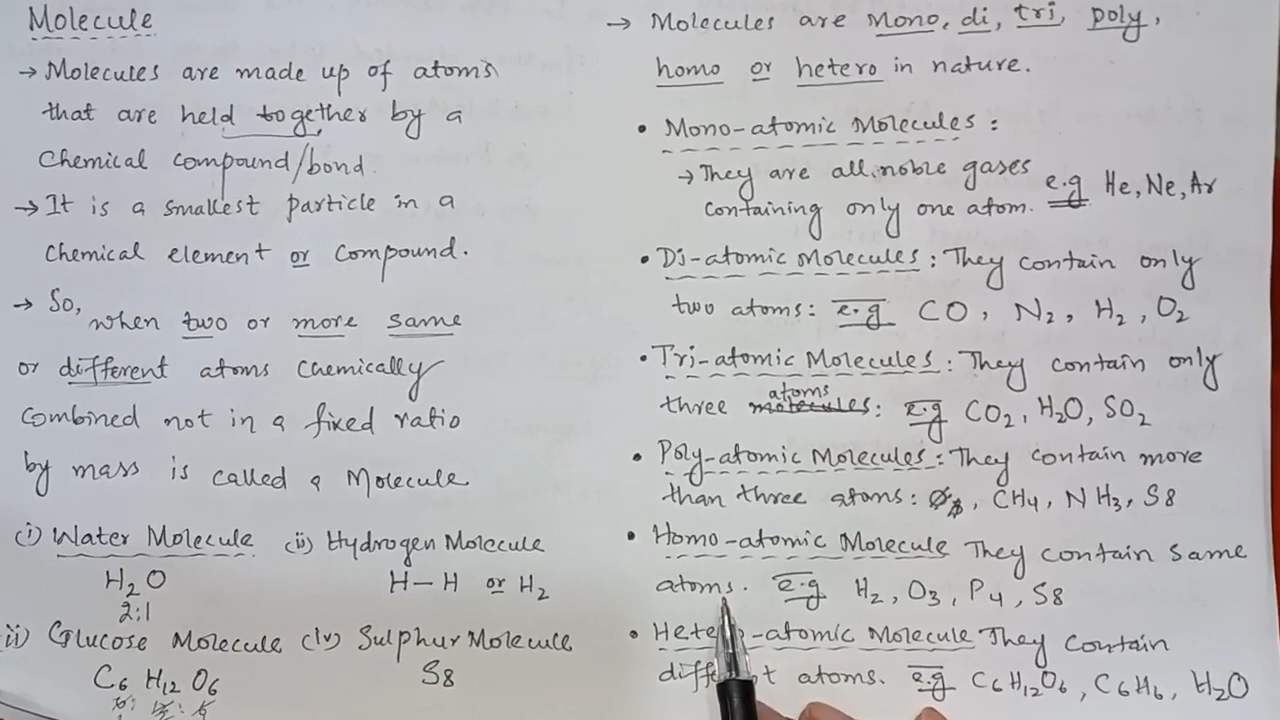 Molecule
→ Molecules are made up of atoms
that are held together by a
chemical compound/bond.
→ It is a smallest particle in a
chemical element or compound.
→ So,
when two or more same
or different atoms chemically
combined not in a fixed ratio
by mass is called a Molecule
(i) Water Molecule (ii) Hydrogen Molecule
H2O H-H or H2
2:1
ii) Glucose Molecule (iv) Sulphur Molecule
C6 H12 O6 S8
→ Molecules are Mono, di, tri, poly,
homo or hetero in nature.
• Mono-atomic Molecules:
→ They are all noble gases e.g He, Ne, Ar
containing only one atom.
• Di-atomic Molecules: They contain only
two atoms: e.g CO, N2, H2, O2
• Tri-atomic Molecules: They contain only
atoms
three molecules: e.g CO2, H2O, SO2
• Poly-atomic Molecules: They contain more
than three atoms: , CH4, NH3, S8
• Homo-atomic Molecule They contain same
atoms. e.g H2, O3, P4, S8
• -atomic Molecule They contain
atoms. e.g C6H12O6, C6H6, H2O